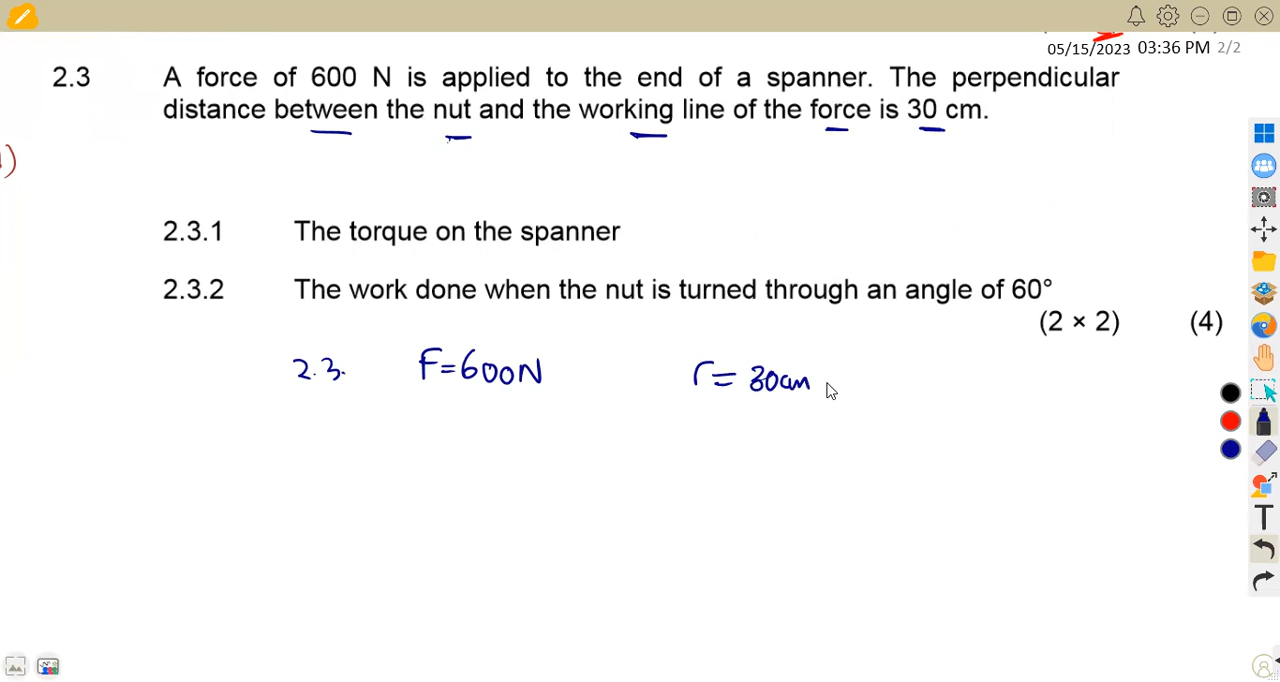 05/15/2023 03:36 PM 2/2
2.3 A force of 600 N is applied to the end of a spanner. The perpendicular
distance between the nut and the working line of the force is 30 cm.
2.3.1 The torque on the spanner
2.3.2 The work done when the nut is turned through an angle of 60°
(2 × 2) (4)
2.3. F=600N r= 30cm
T